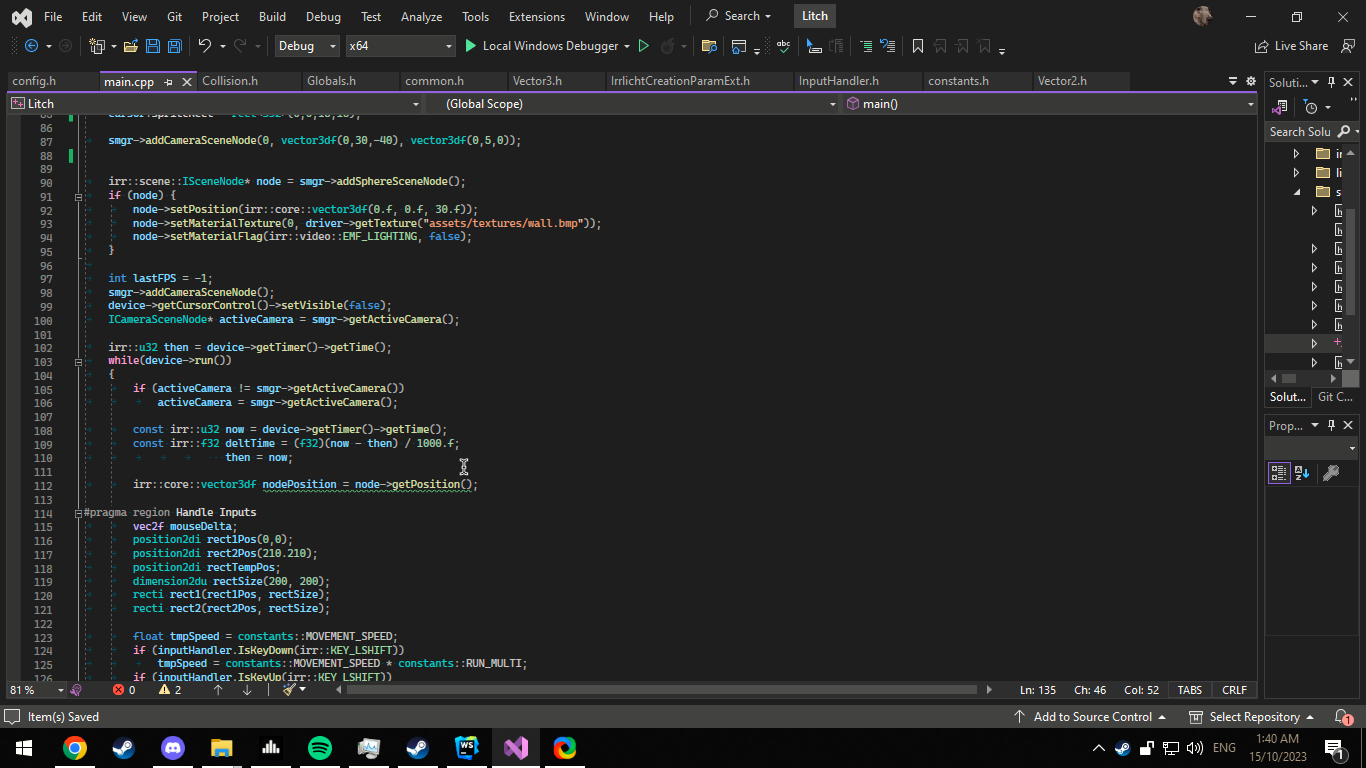 File Edit View Git Project Build Debug Test Analyze Tools Extensions Window Help Search Litch
Debug x64 Local Windows Debugger abc Live Share
config.h main.cpp Collision.h Globals.h common.h Vector3.h IrrlichtCreationParamExt.h InputHandler.h constants.h Vector2.h
Litch (Global Scope) main()
86
87 smgr->addCameraSceneNode(0, vector3df(0,30,-40), vector3df(0,5,0));
88
89
90 irr::scene::ISceneNode* node = smgr->addSphereSceneNode();
91 if (node) {
92 node->setPosition(irr::core::vector3df(0.f, 0.f, 30.f));
93 node->setMaterialTexture(0, driver->getTexture("assets/textures/wall.bmp"));
94 node->setMaterialFlag(irr::video::EMF_LIGHTING, false);
95 }
96
97 int lastFPS = -1;
98 smgr->addCameraSceneNode();
99 device->getCursorControl()->setVisible(false);
100 ICameraSceneNode* activeCamera = smgr->getActiveCamera();
101
102 irr::u32 then = device->getTimer()->getTime();
103 while(device->run())
104 {
105 if (activeCamera != smgr->getActiveCamera())
106 activeCamera = smgr->getActiveCamera();
107
108 const irr::u32 now = device->getTimer()->getTime();
109 const irr::f32 deltTime = (f32)(now - then) / 1000.f;
110 then = now;
111
112 irr::core::vector3df nodePosition = node->getPosition();
113
114 #pragma region Handle Inputs
115 vec2f mouseDelta;
116 position2di rect1Pos(0,0);
117 position2di rect2Pos(210.210);
118 position2di rectTempPos;
119 dimension2du rectSize(200, 200);
120 recti rect1(rect1Pos, rectSize);
121 recti rect2(rect2Pos, rectSize);
122
123 float tmpSpeed = constants::MOVEMENT_SPEED;
124 if (inputHandler.IsKeyDown(irr::KEY_LSHIFT))
125 tmpSpeed = constants::MOVEMENT_SPEED * constants::RUN_MULTI;
126 if (inputHandler.IsKeyUp(irr::KEY_LSHIFT))
81 % 0 2 Ln: 135 Ch: 46 Col: 52 TABS CRLF
Soluti...
Search Solu
Solut... Git C...
Prop...
Item(s) Saved Add to Source Control Select Repository 1
WS ENG 1:40 AM
15/10/2023 1